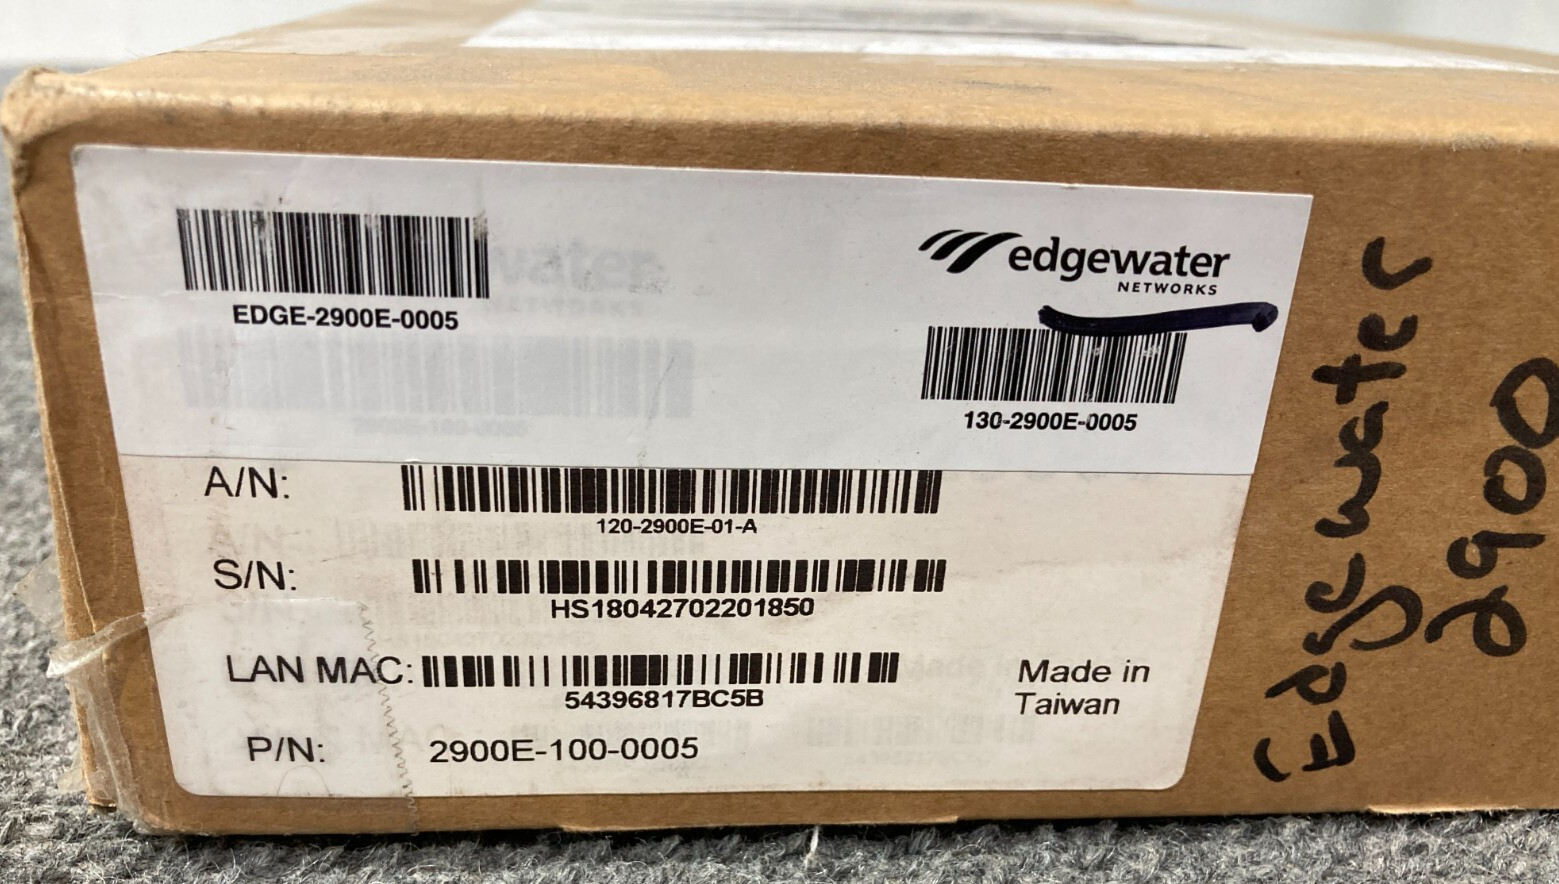 EDGE-2900E-0005
edgewater
NETWORKS
130-2900E-0005
A/N:
120-2900E-01-A
S/N:
HS18042702201850
LAN MAC:
54396817BC5B
Made in
Taiwan
P/N: 2900E-100-0005
Edgewater
2900